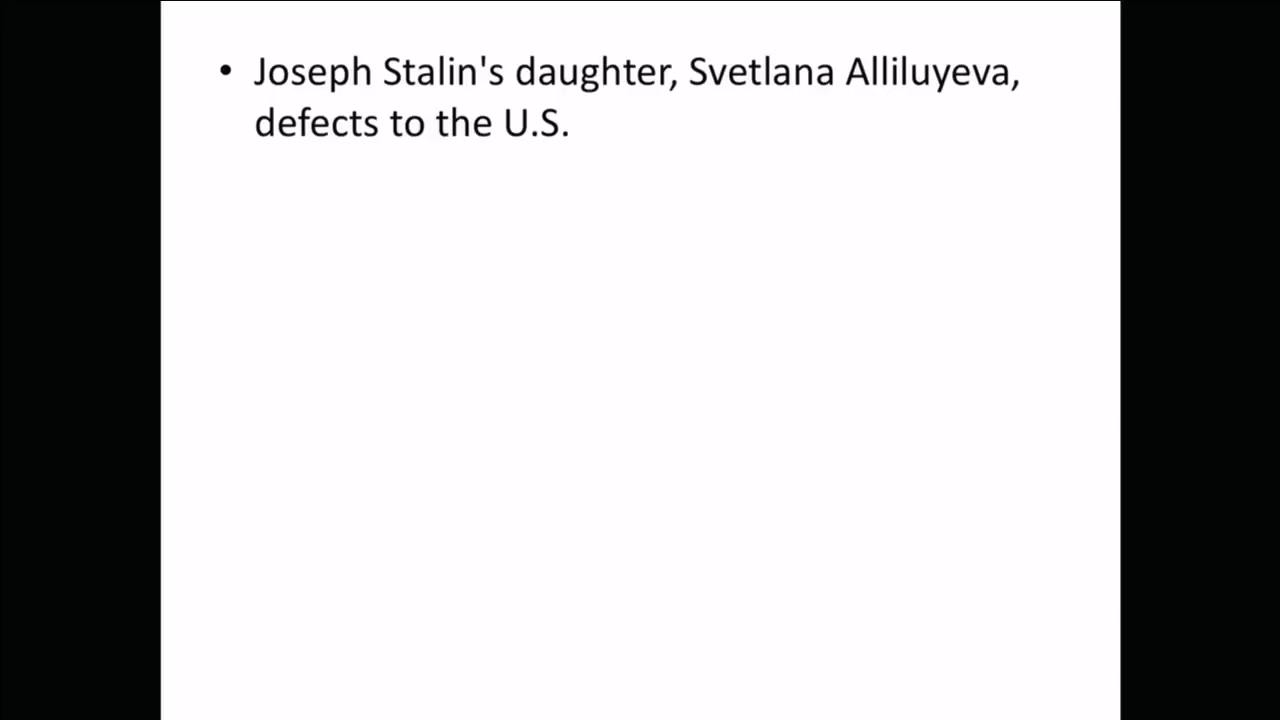 • Joseph Stalin's daughter, Svetlana Alliluyeva,
defects to the U.S.